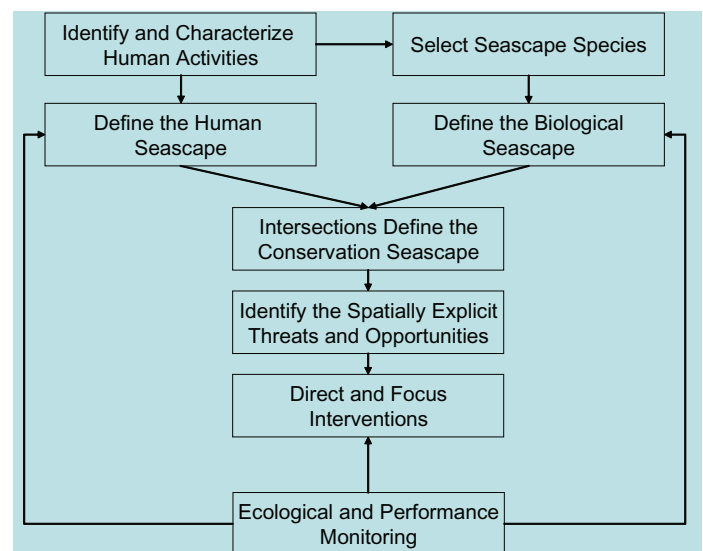 Identify and Characterize
Human Activities
Select Seascape Species
Define the Human
Seascape
Define the Biological
Seascape
Intersections Define the
Conservation Seascape
Identify the Spatially Explicit
Threats and Opportunities
Direct and Focus
Interventions
Ecological and Performance
Monitoring